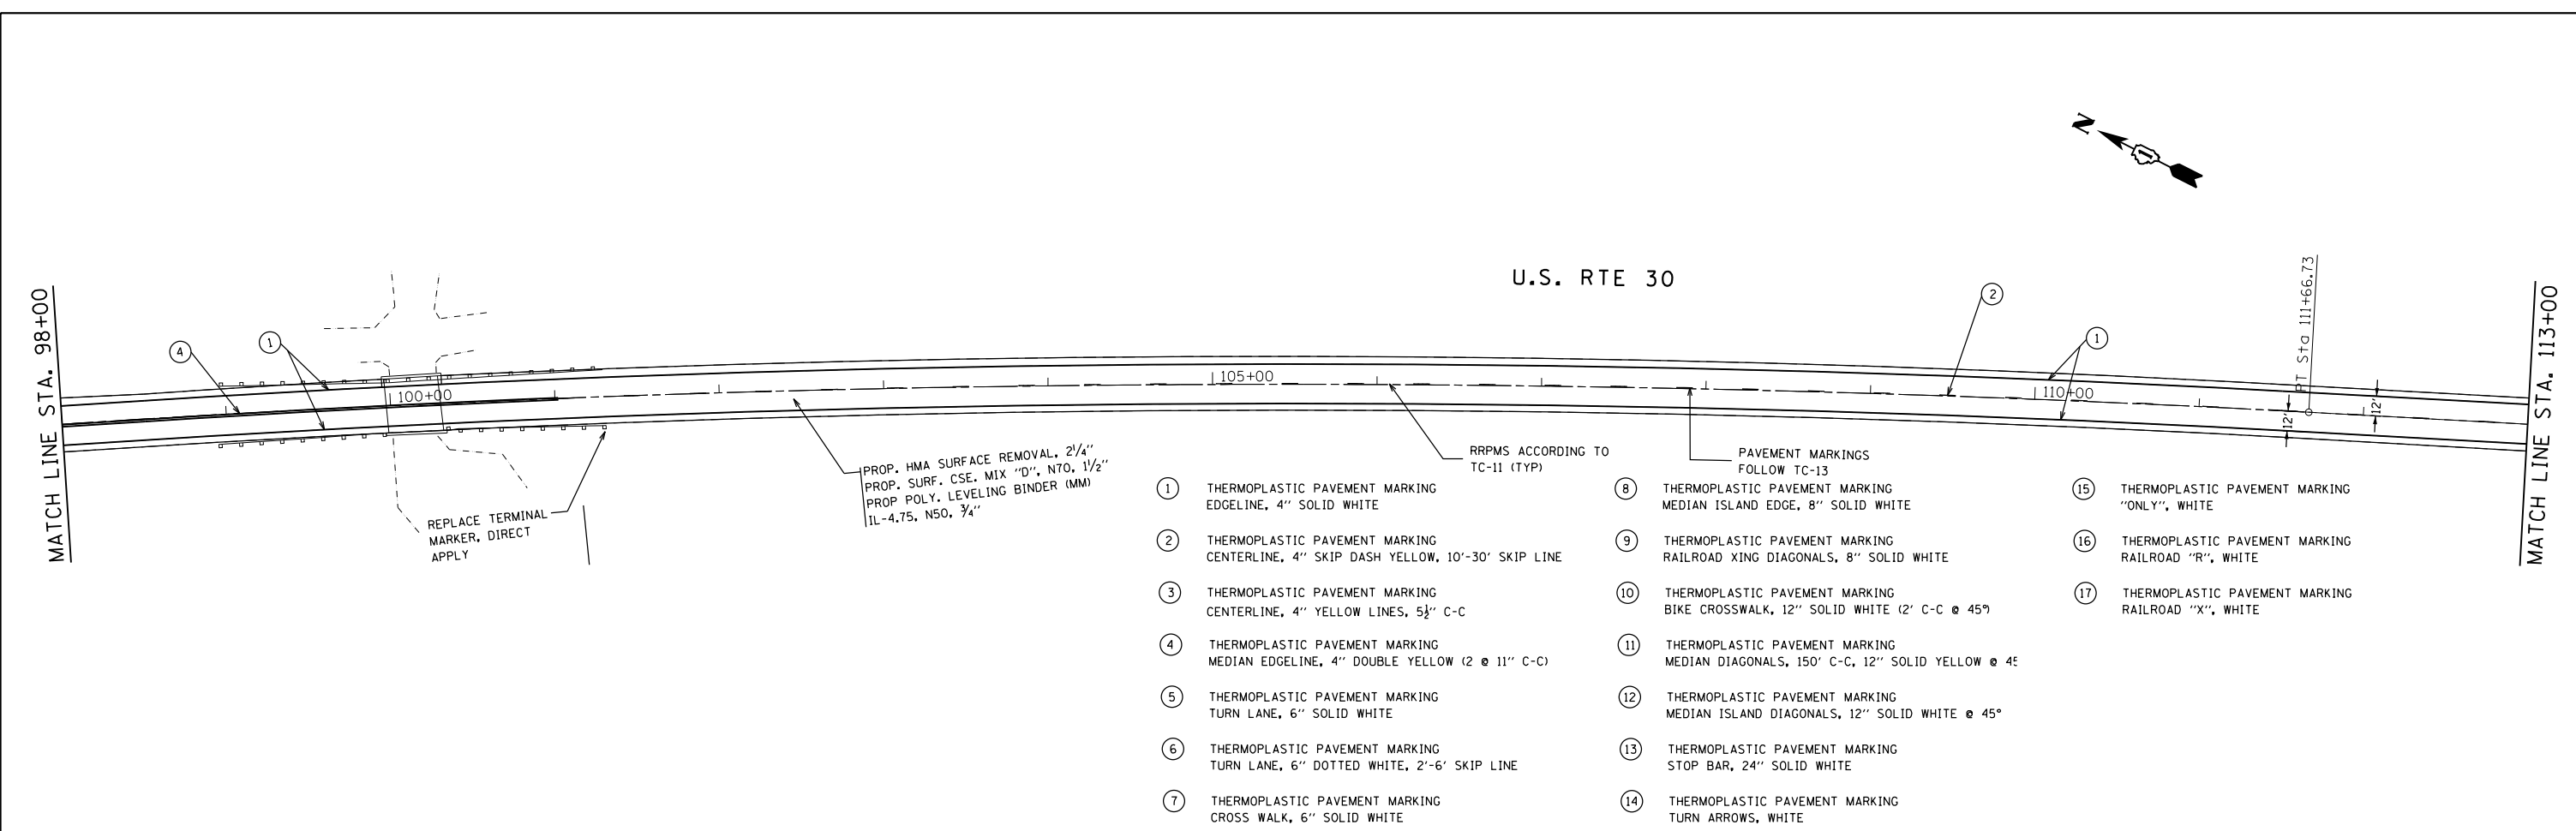 N
U.S. RTE 30
MATCH LINE STA. 98+00
4
1
100+00
105+00
2
1
110+00
PT Sta 111+66.73
12'
12'
MATCH LINE STA. 113+00
REPLACE TERMINAL
MARKER, DIRECT
APPLY
PROP. HMA SURFACE REMOVAL, 2 1/4"
PROP. SURF. CSE. MIX "D", N70, 1 1/2"
PROP POLY. LEVELING BINDER (MM)
IL-4.75, N50, 3/4"
RRPMS ACCORDING TO
TC-11 (TYP)
PAVEMENT MARKINGS
FOLLOW TC-13
1 THERMOPLASTIC PAVEMENT MARKING
EDGELINE, 4" SOLID WHITE
2 THERMOPLASTIC PAVEMENT MARKING
CENTERLINE, 4" SKIP DASH YELLOW, 10'-30' SKIP LINE
3 THERMOPLASTIC PAVEMENT MARKING
CENTERLINE, 4" YELLOW LINES, 5 1/2" C-C
4 THERMOPLASTIC PAVEMENT MARKING
MEDIAN EDGELINE, 4" DOUBLE YELLOW (2 @ 11" C-C)
5 THERMOPLASTIC PAVEMENT MARKING
TURN LANE, 6" SOLID WHITE
6 THERMOPLASTIC PAVEMENT MARKING
TURN LANE, 6" DOTTED WHITE, 2'-6' SKIP LINE
7 THERMOPLASTIC PAVEMENT MARKING
CROSS WALK, 6" SOLID WHITE
8 THERMOPLASTIC PAVEMENT MARKING
MEDIAN ISLAND EDGE, 8" SOLID WHITE
9 THERMOPLASTIC PAVEMENT MARKING
RAILROAD XING DIAGONALS, 8" SOLID WHITE
10 THERMOPLASTIC PAVEMENT MARKING
BIKE CROSSWALK, 12" SOLID WHITE (2' C-C @ 45°)
11 THERMOPLASTIC PAVEMENT MARKING
MEDIAN DIAGONALS, 150' C-C, 12" SOLID YELLOW @ 45
12 THERMOPLASTIC PAVEMENT MARKING
MEDIAN ISLAND DIAGONALS, 12" SOLID WHITE @ 45°
13 THERMOPLASTIC PAVEMENT MARKING
STOP BAR, 24" SOLID WHITE
14 THERMOPLASTIC PAVEMENT MARKING
TURN ARROWS, WHITE
15 THERMOPLASTIC PAVEMENT MARKING
"ONLY", WHITE
16 THERMOPLASTIC PAVEMENT MARKING
RAILROAD "R", WHITE
17 THERMOPLASTIC PAVEMENT MARKING
RAILROAD "X", WHITE